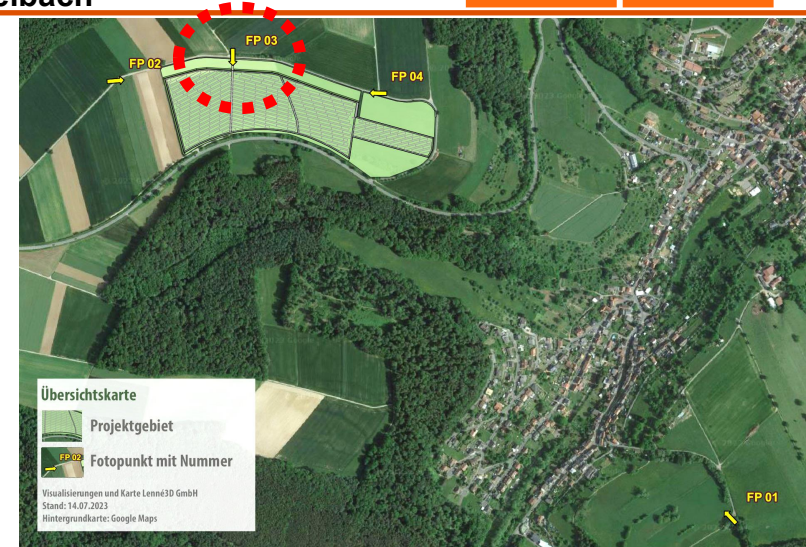 FP 03
FP 02
FP 04
Übersichtskarte
Projektgebiet
FP 02
Fotopunkt mit Nummer
Visualisierungen und Karte Lenné3D GmbH
Stand: 14.07.2023
Hintergrundkarte: Google Maps
FP 01